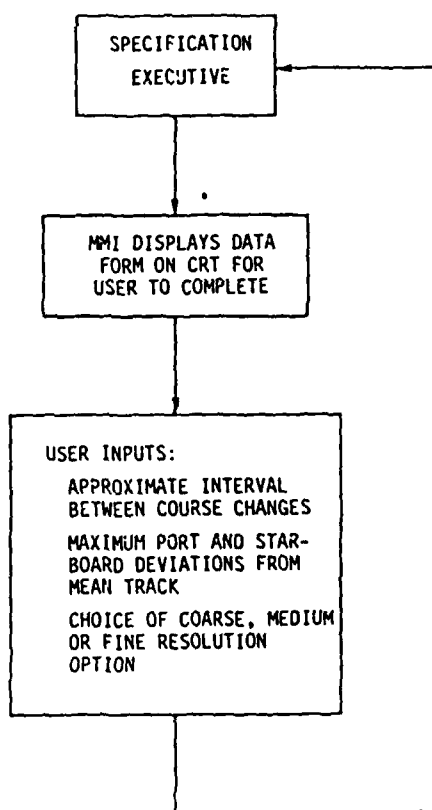 SPECIFICATION
EXECUTIVE
MMI DISPLAYS DATA
FORM ON CRT FOR
USER TO COMPLETE
USER INPUTS:
APPROXIMATE INTERVAL
BETWEEN COURSE CHANGES
MAXIMUM PORT AND STAR-
BOARD DEVIATIONS FROM
MEAN TRACK
CHOICE OF COARSE, MEDIUM
OR FINE RESOLUTION
OPTION